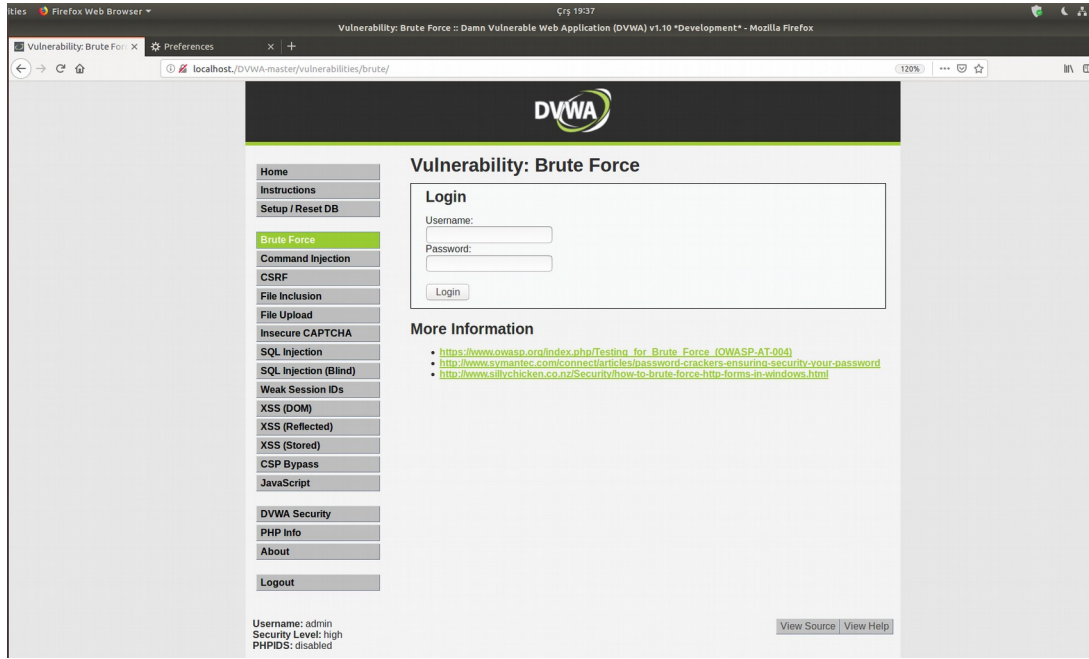 ities Firefox Web Browser Çrş 19:37
Vulnerability: Brute Force :: Damn Vulnerable Web Application (DVWA) v1.10 *Development* - Mozilla Firefox
Vulnerability: Brute For × Preferences × +
localhost./DVWA-master/vulnerabilities/brute/ 120%
DVWA
Home
Instructions
Setup / Reset DB
Brute Force
Command Injection
CSRF
File Inclusion
File Upload
Insecure CAPTCHA
SQL Injection
SQL Injection (Blind)
Weak Session IDs
XSS (DOM)
XSS (Reflected)
XSS (Stored)
CSP Bypass
JavaScript
DVWA Security
PHP Info
About
Logout
Vulnerability: Brute Force
Login
Username:
Password:
Login
More Information
https://www.owasp.org/index.php/Testing_for_Brute_Force_(OWASP-AT-004)
http://www.symantec.com/connect/articles/password-crackers-ensuring-security-your-password
http://www.sillychicken.co.nz/Security/how-to-brute-force-http-forms-in-windows.html
Username: admin
Security Level: high
PHPIDS: disabled
View Source View Help